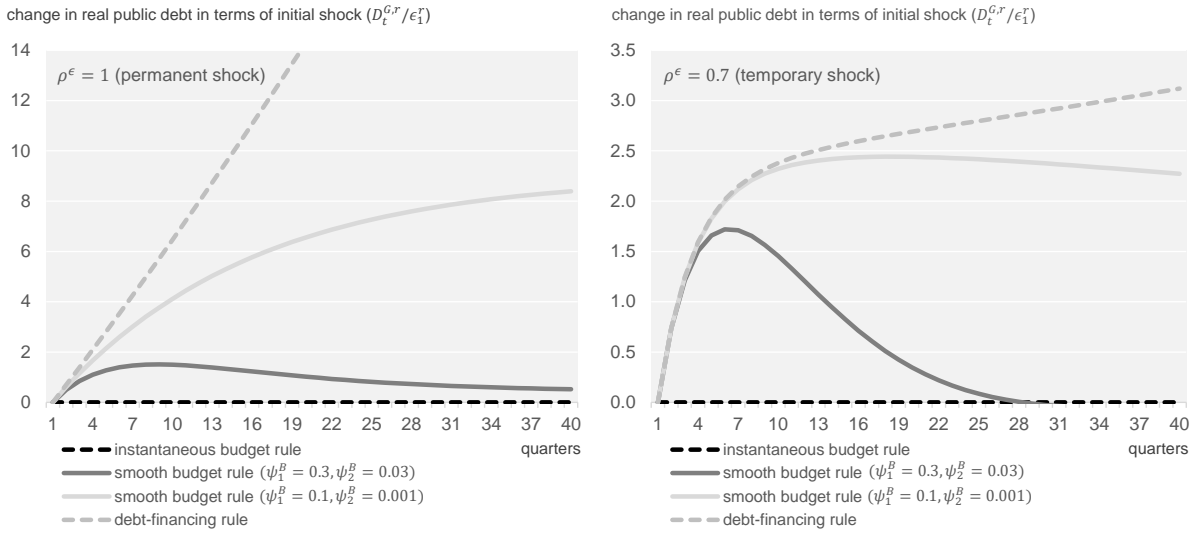 change in real public debt in terms of initial shock (D_t^{G,r}/ϵ_1^r)
14
12
10
8
6
4
2
0
ρ^ϵ = 1 (permanent shock)
1 4 7 10 13 16 19 22 25 28 31 34 37 40
quarters
instantaneous budget rule
smooth budget rule (ψ_1^B = 0.3, ψ_2^B = 0.03)
smooth budget rule (ψ_1^B = 0.1, ψ_2^B = 0.001)
debt-financing rule
change in real public debt in terms of initial shock (D_t^{G,r}/ϵ_1^r)
3.5
3.0
2.5
2.0
1.5
1.0
0.5
0.0
ρ^ϵ = 0.7 (temporary shock)
1 4 7 10 13 16 19 22 25 28 31 34 37 40
quarters
instantaneous budget rule
smooth budget rule (ψ_1^B = 0.3, ψ_2^B = 0.03)
smooth budget rule (ψ_1^B = 0.1, ψ_2^B = 0.001)
debt-financing rule